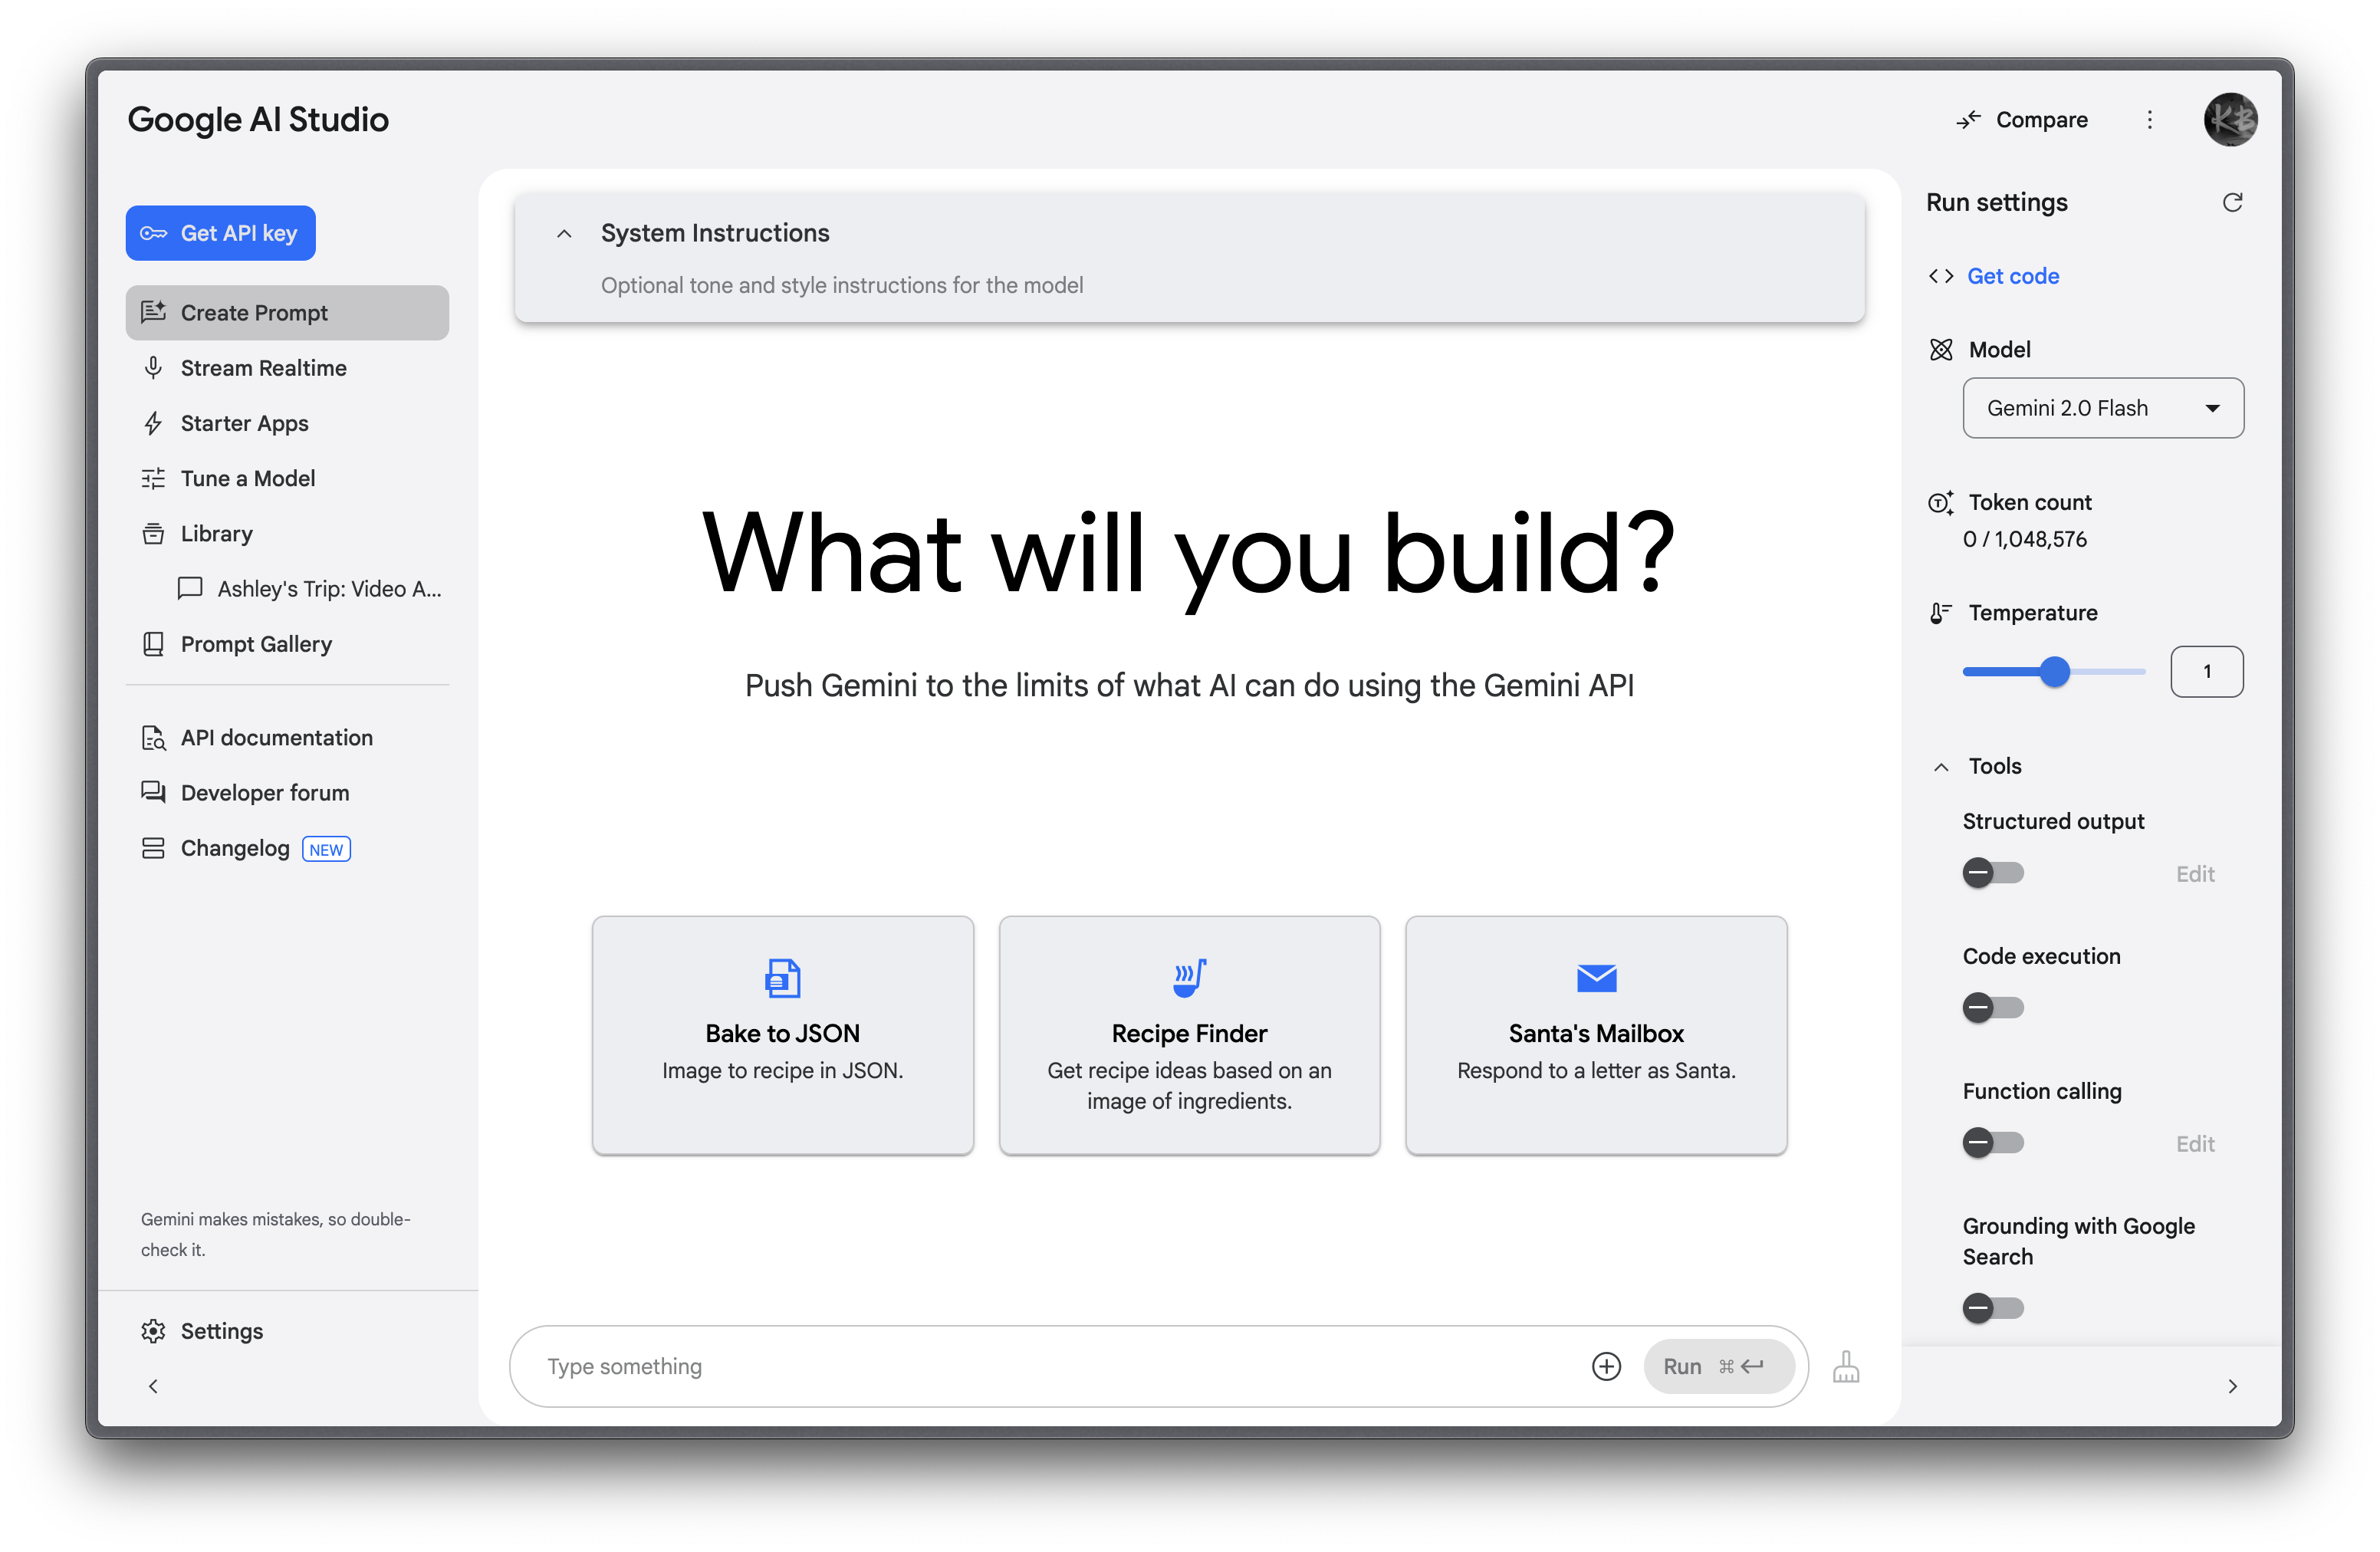 Google AI Studio
Compare
KB
Get API key
Create Prompt
Stream Realtime
Starter Apps
Tune a Model
Library
Ashley's Trip: Video A...
Prompt Gallery
API documentation
Developer forum
Changelog NEW
Gemini makes mistakes, so double-
check it.
Settings
System Instructions
Optional tone and style instructions for the model
What will you build?
Push Gemini to the limits of what AI can do using the Gemini API
Bake to JSON
Image to recipe in JSON.
Recipe Finder
Get recipe ideas based on an
image of ingredients.
Santa's Mailbox
Respond to a letter as Santa.
Type something
Run ⌘
Run settings
Get code
Model
Gemini 2.0 Flash
Token count
0 / 1,048,576
Temperature
1
Tools
Structured output
Edit
Code execution
Function calling
Edit
Grounding with Google
Search